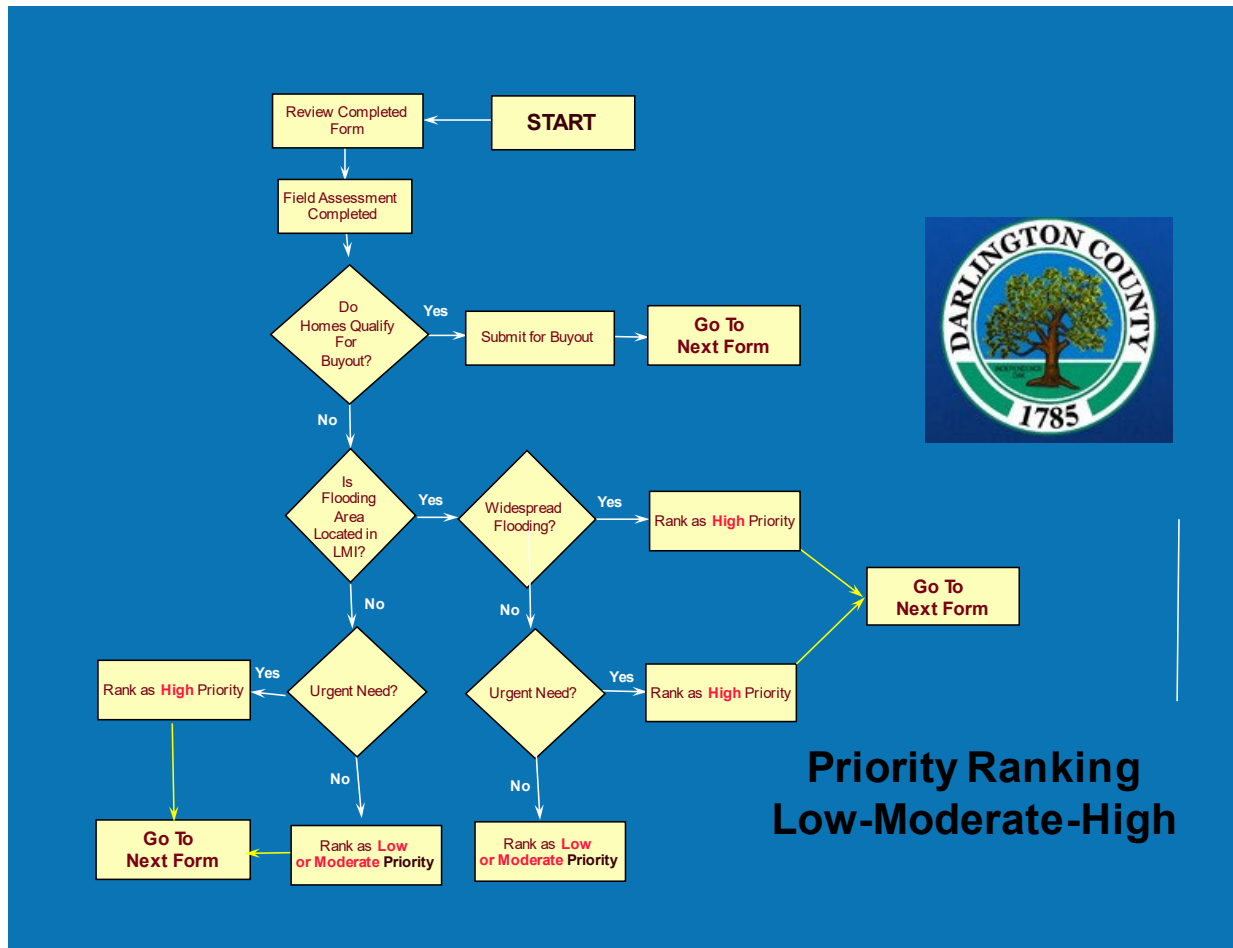 Review Completed
Form
START
Field Assessment
Completed
Do
Homes Qualify
For
Buyout?
Yes
Submit for Buyout
Go To
Next Form
DARLINGTON COUNTY
INDEPENDENCE
OAK
1785
No
Is
Flooding
Area
Located in
LMI?
Yes
Widespread
Flooding?
Yes
Rank as High Priority
Go To
Next Form
No
No
Rank as High Priority
Yes
Urgent Need?
Urgent Need?
Yes
Rank as High Priority
No
No
Go To
Next Form
Rank as Low
or Moderate Priority
Rank as Low
or Moderate Priority
Priority Ranking
Low-Moderate-High